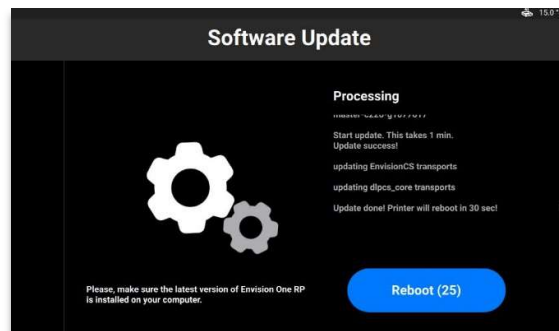 15.0
Software Update
Processing
Start update. This takes 1 min.
Update success!
updating EnvisionCS transports
updating dlpcs_core transports
Update done! Printer will reboot in 30 sec!
Please, make sure the latest version of Envision One RP
is installed on your computer.
Reboot (25)